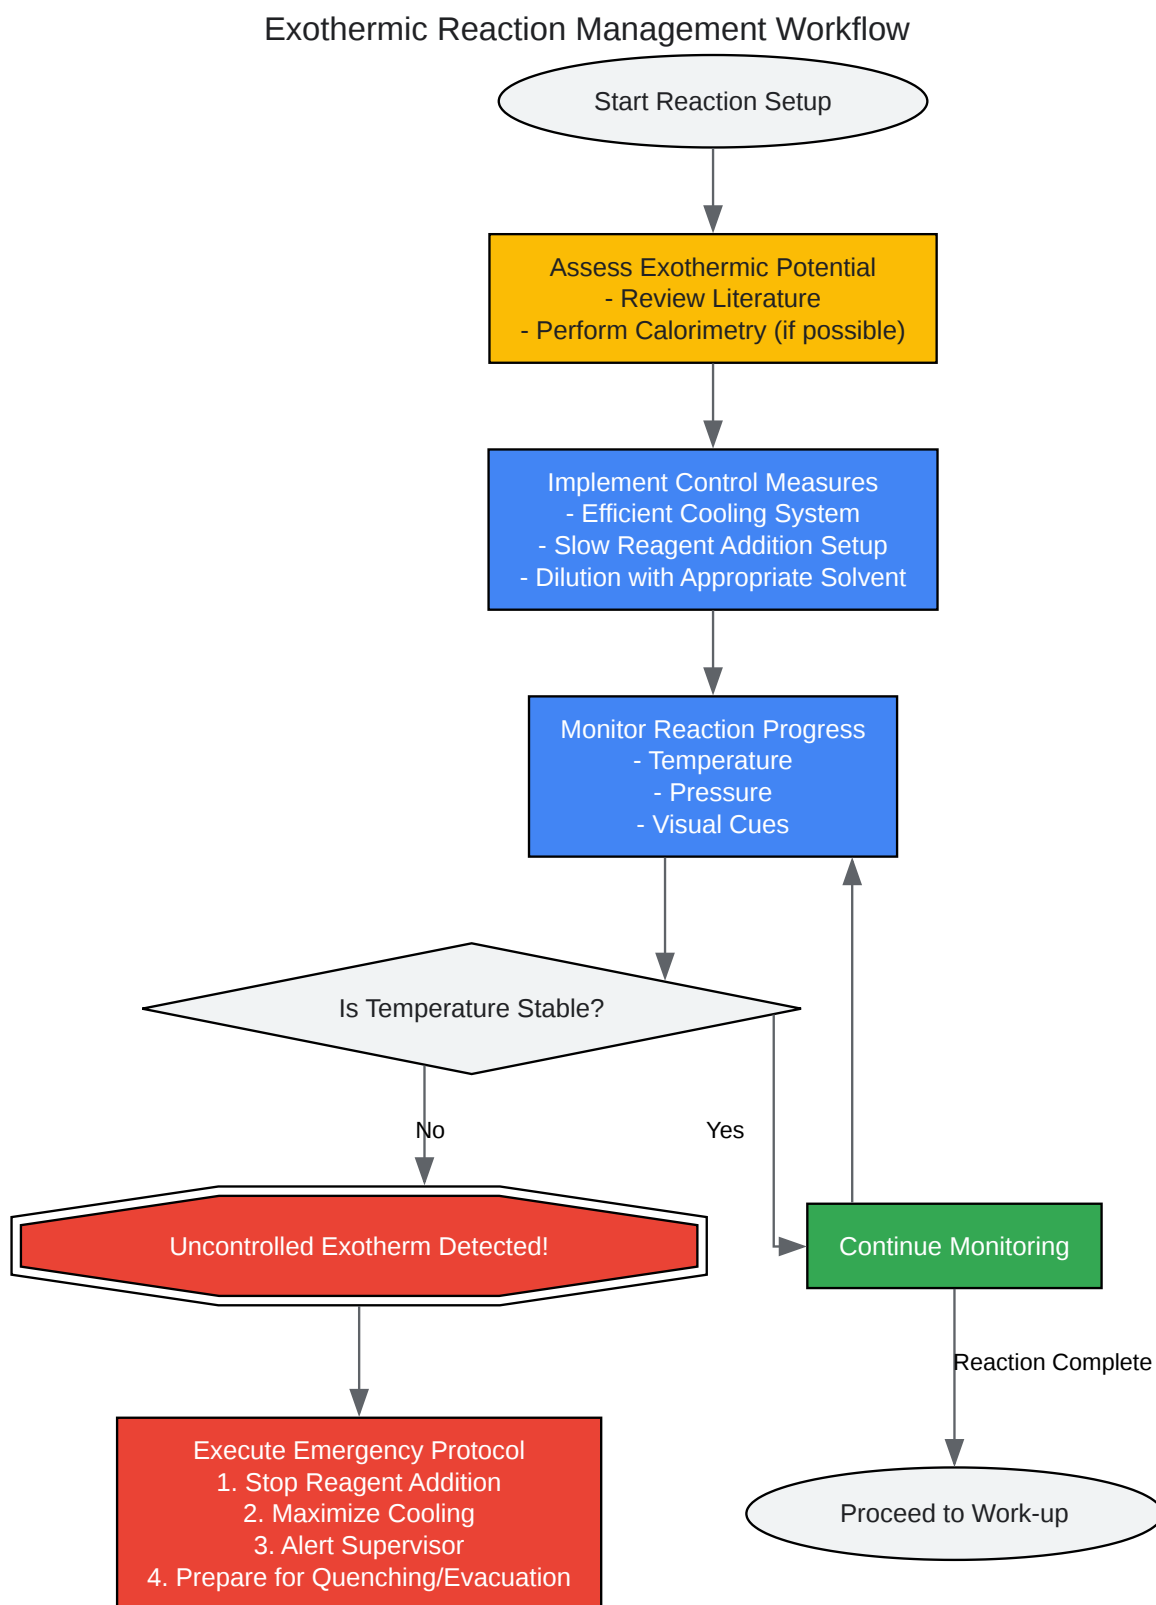 Exothermic Reaction Management Workflow
Start Reaction Setup
Assess Exothermic Potential
- Review Literature
- Perform Calorimetry (if possible)
Implement Control Measures
- Efficient Cooling System
- Slow Reagent Addition Setup
- Dilution with Appropriate Solvent
Monitor Reaction Progress
- Temperature
- Pressure
- Visual Cues
Is Temperature Stable?
No
Yes
Uncontrolled Exotherm Detected!
Continue Monitoring
Reaction Complete
Execute Emergency Protocol
1. Stop Reagent Addition
2. Maximize Cooling
3. Alert Supervisor
4. Prepare for Quenching/Evacuation
Proceed to Work-up